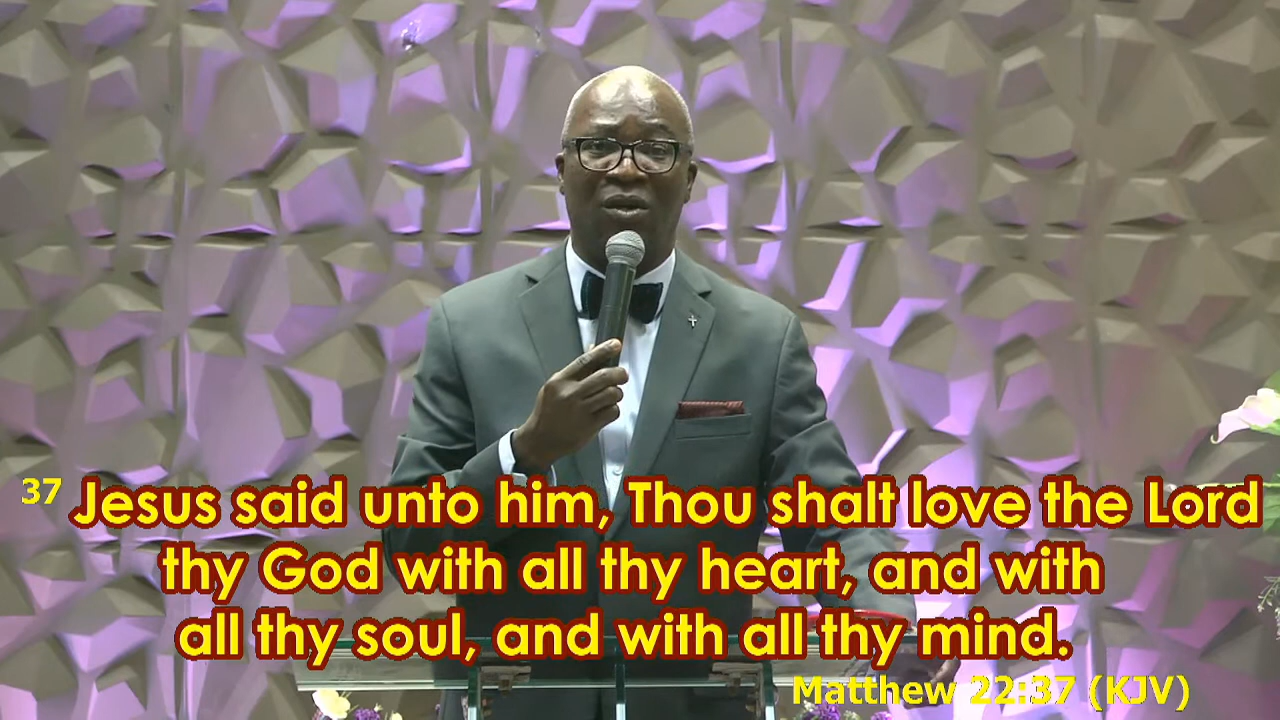 37 Jesus said unto him, Thou shalt love the Lord
thy God with all thy heart, and with
all thy soul, and with all thy mind.
Matthew 22:37 (KJV)